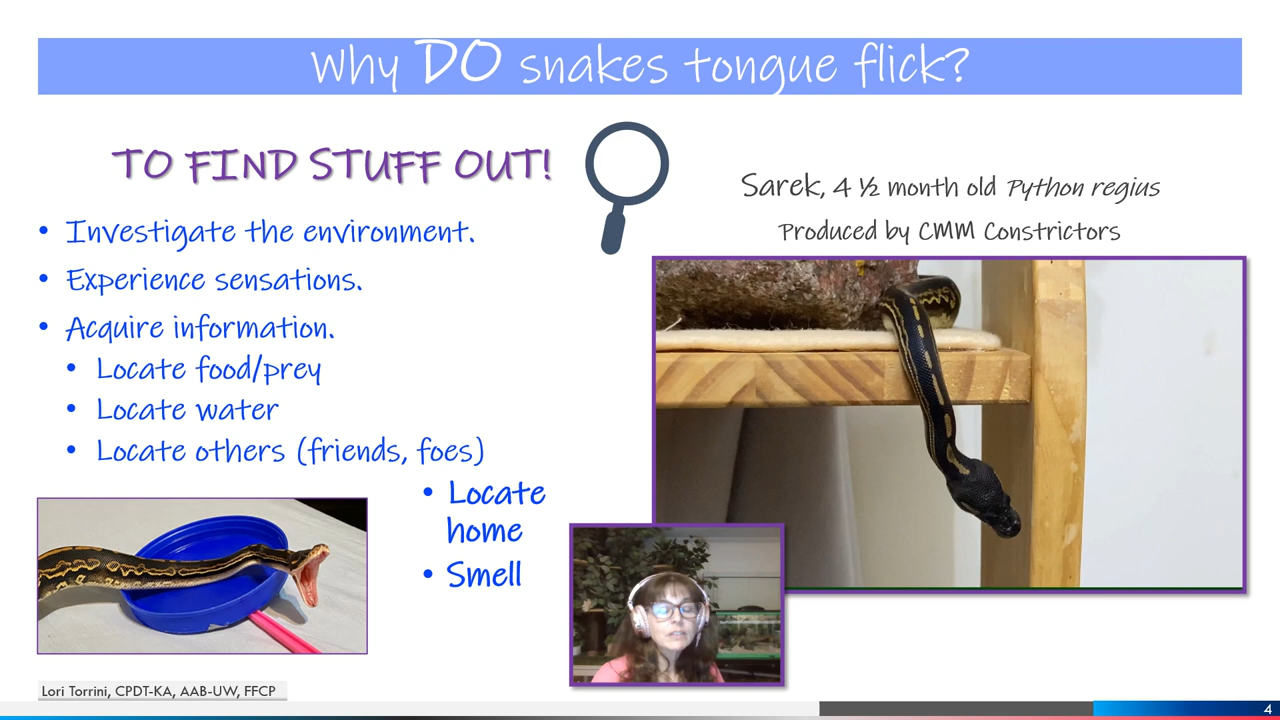 Why DO snakes tongue flick?
TO FIND STUFF OUT!
• Investigate the environment.
• Experience sensations.
• Acquire information.
• Locate food/prey
• Locate water
• Locate others (friends, foes)
• Locate
home
• Smell
Sarek, 4 ½ month old Python regius
Produced by CMM Constrictors
Lori Torrini, CPDT-KA, AAB-UW, FFCP
4